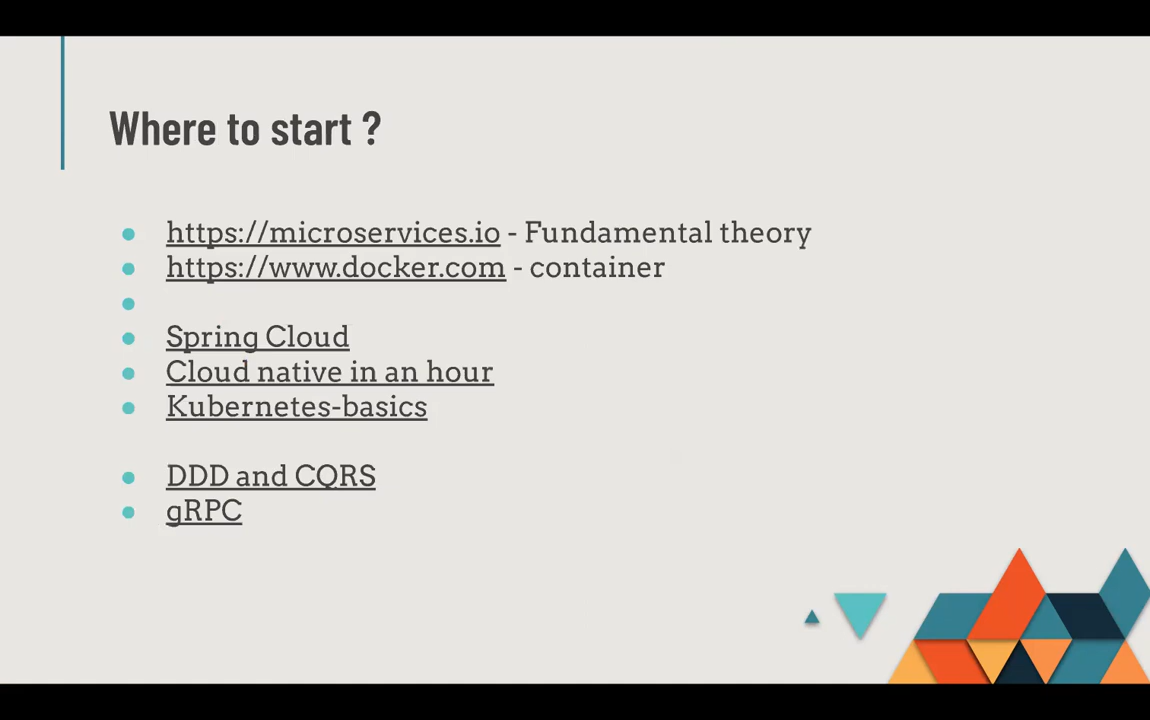 Where to start ?
https://microservices.io - Fundamental theory
https://www.docker.com - container
Spring Cloud
Cloud native in an hour
Kubernetes-basics
DDD and CQRS
gRPC